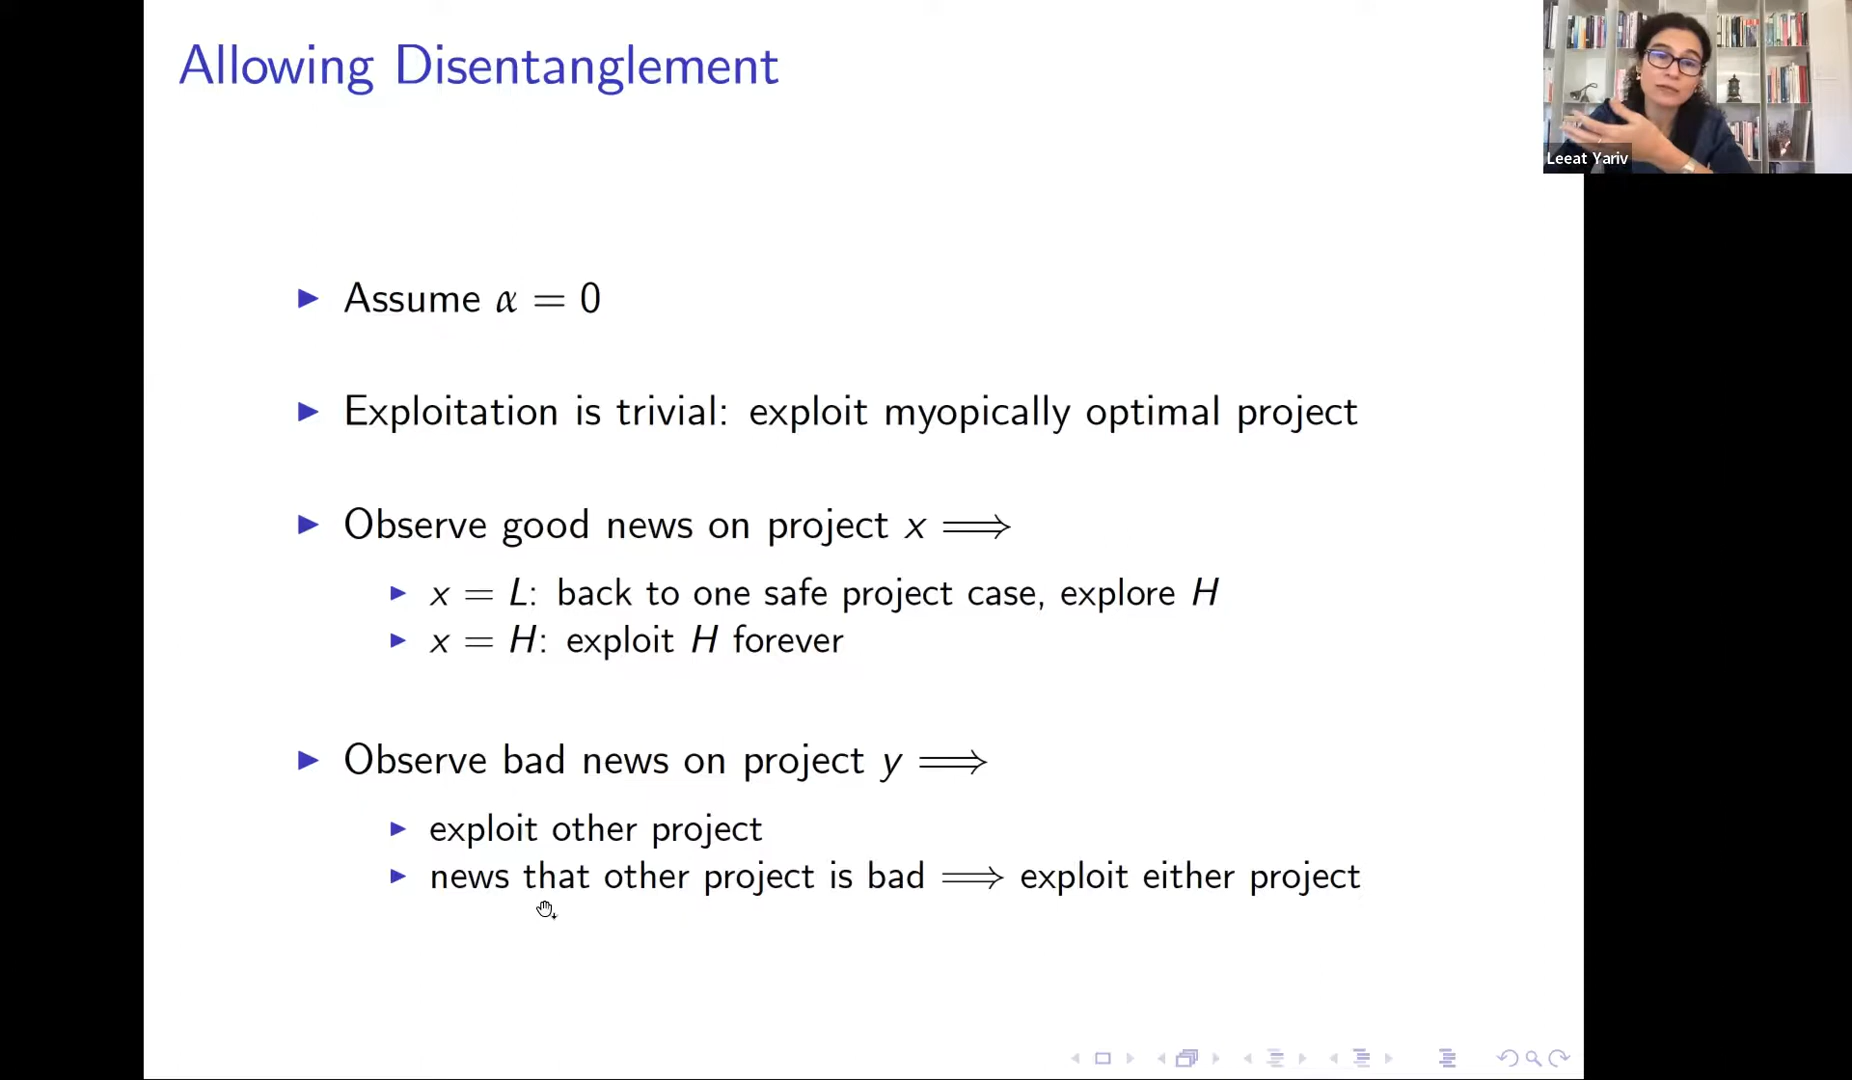 Allowing Disentanglement
Leeat Yariv
Assume α = 0
Exploitation is trivial: exploit myopically optimal project
Observe good news on project x ⟹
x = L: back to one safe project case, explore H
x = H: exploit H forever
Observe bad news on project y ⟹
exploit other project
news that other project is bad ⟹ exploit either project